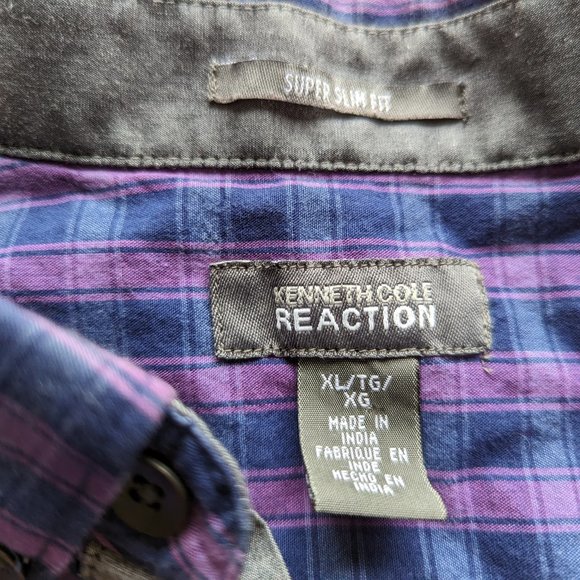 SUPER SLIM FIT
KENNETH COLE
REACTION
XL/TG/
XG
MADE IN
INDIA
FABRIQUE EN
INDE
HECHO EN
INDIA